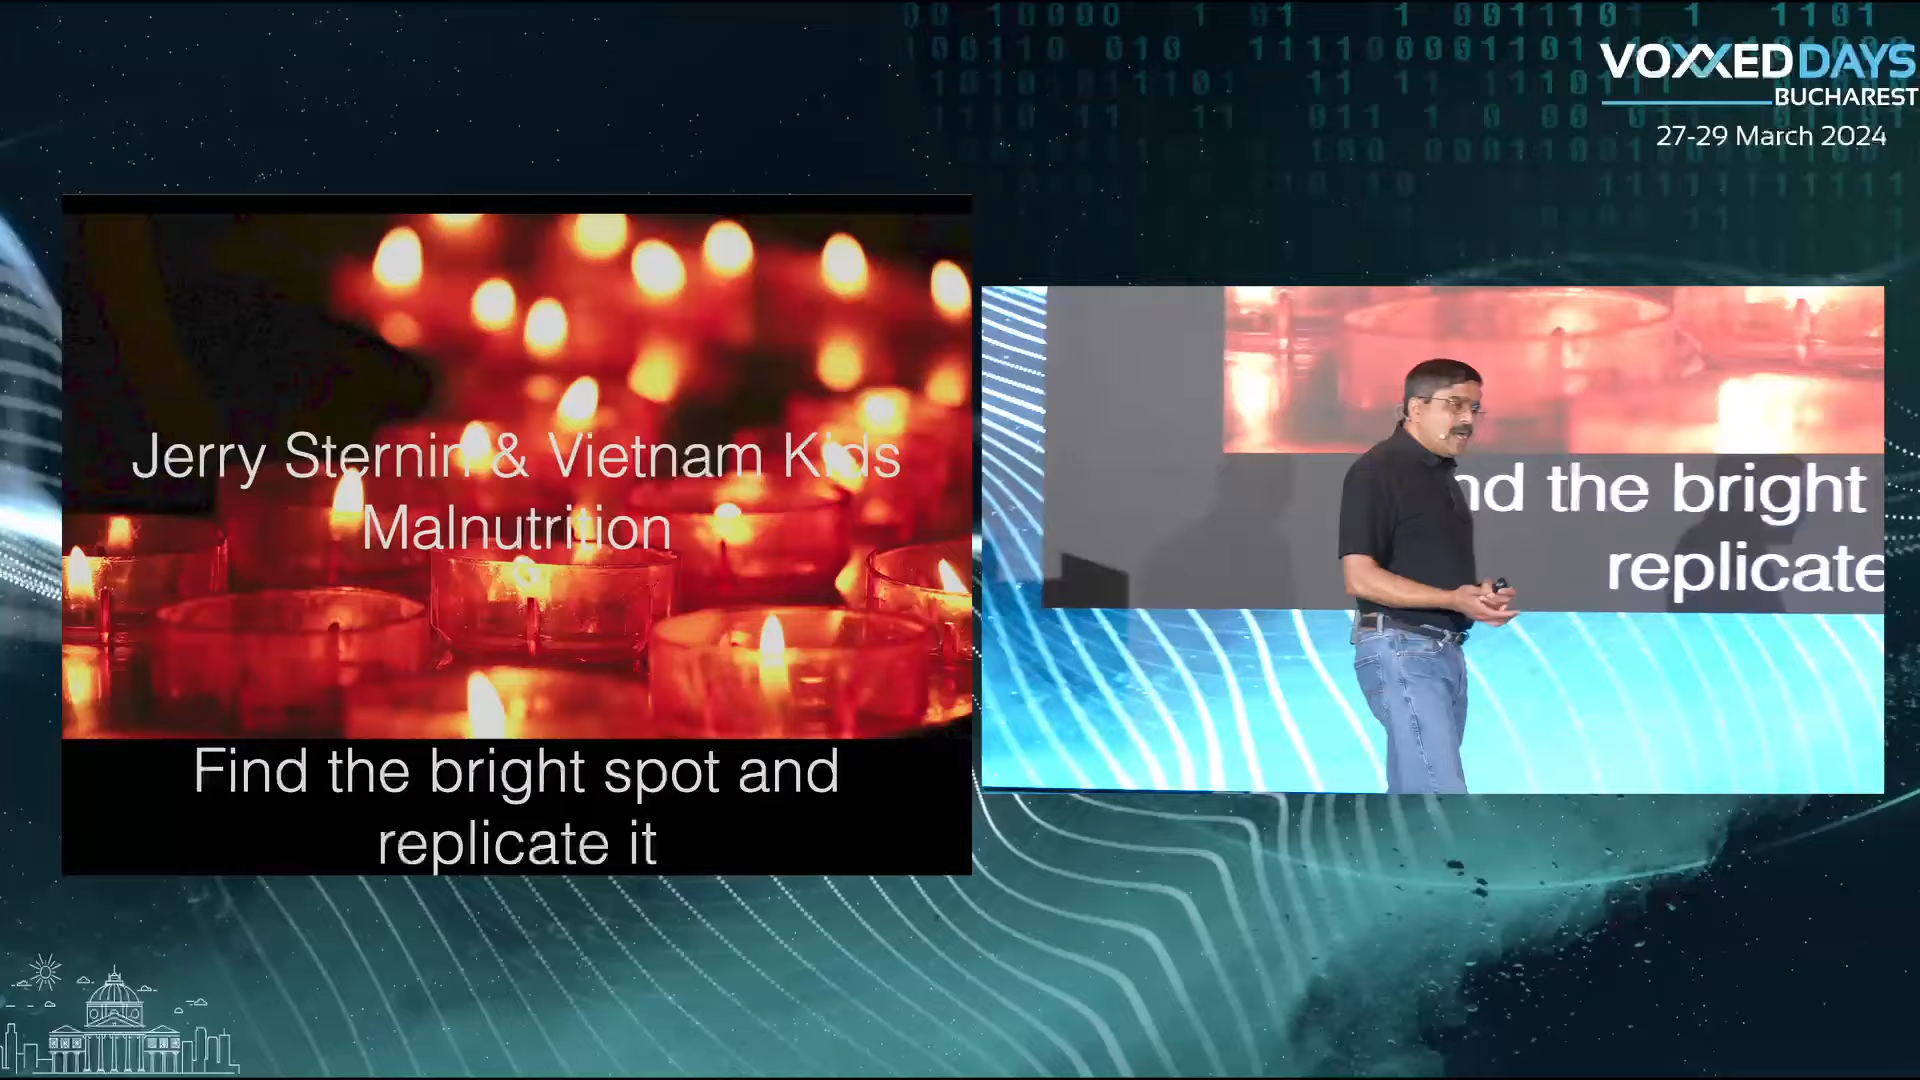 VOXXEDDAYS
BUCHAREST
27-29 March 2024
Jerry Sternin & Vietnam Kids
Malnutrition
Find the bright spot and
replicate it
nd the bright
replicate